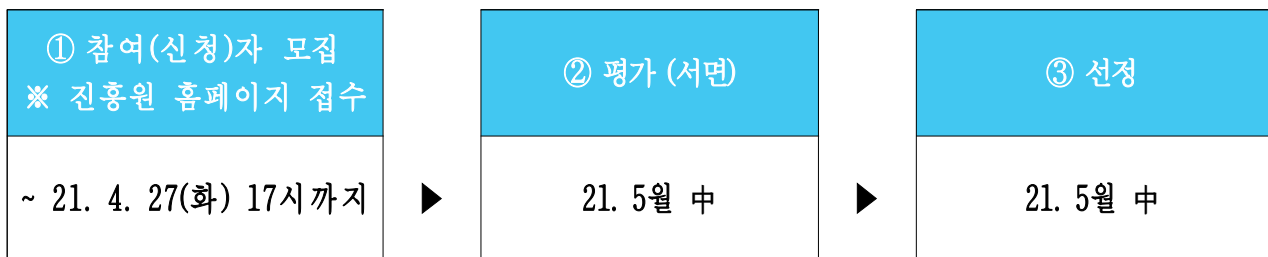 ① 참여(신청)자 모집
※ 진흥원 홈페이지 접수
~ 21. 4. 27(화) 17시까지
▶
② 평가 (서면)
21. 5월 中
▶
③ 선정
21. 5월 中